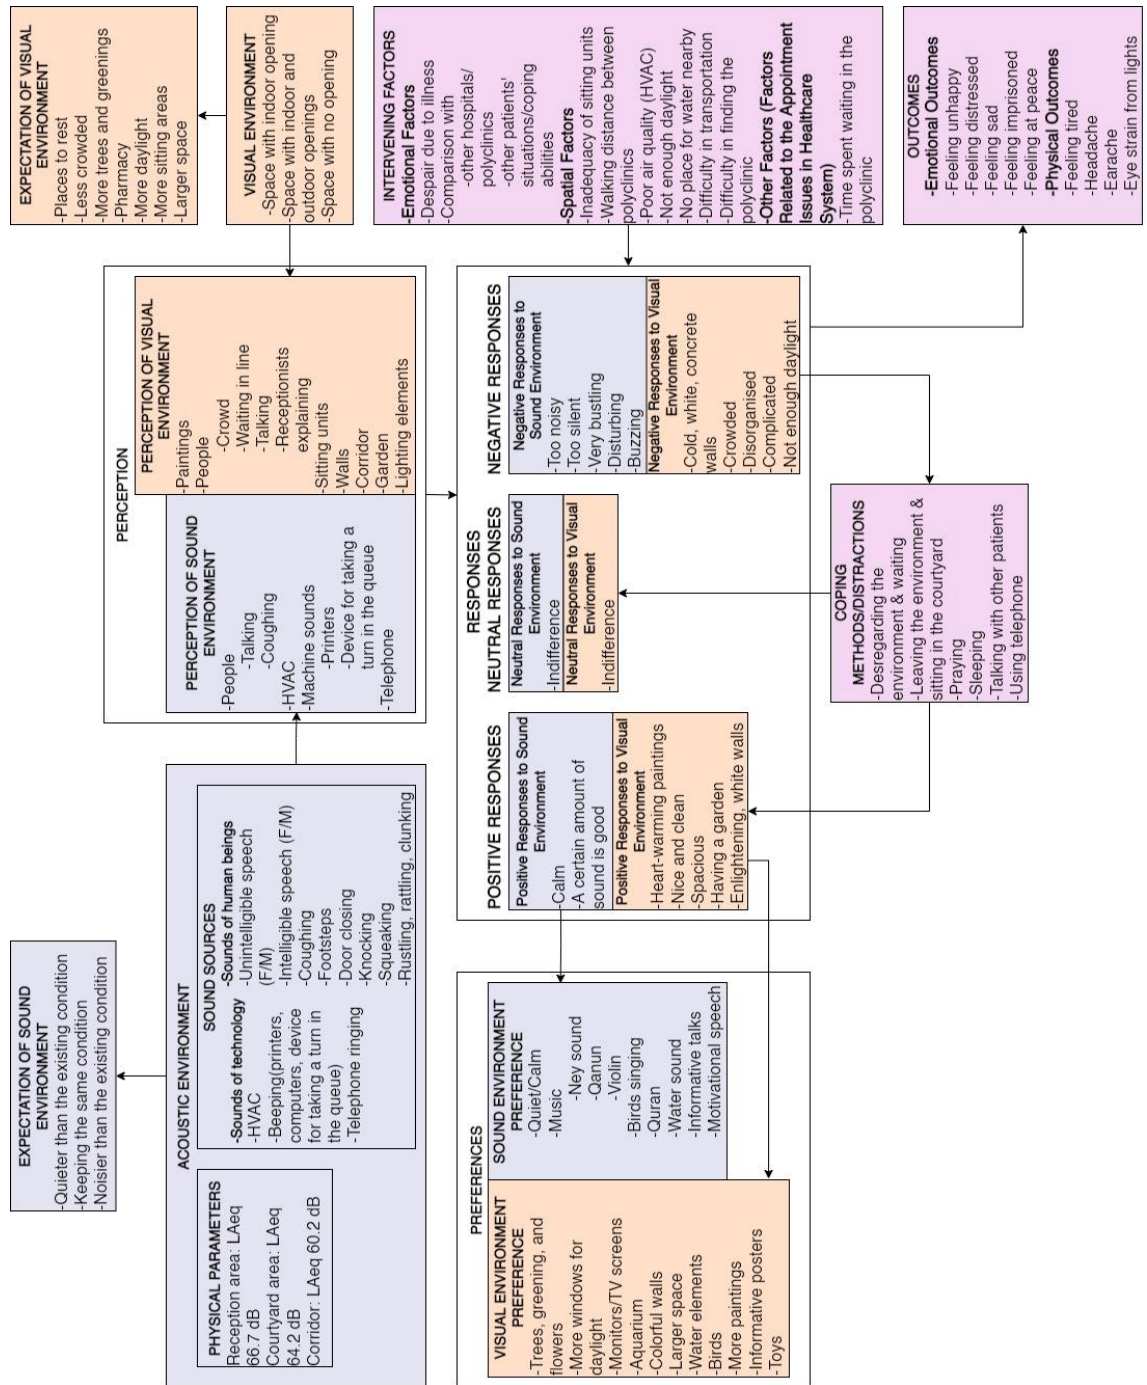 EXPECTATION OF SOUND
ENVIRONMENT
-Quieter than the existing condition
-Keeping the same condition
-Noisier than the existing condition
EXPECTATION OF VISUAL
ENVIRONMENT
-Places to rest
-Less crowded
-More trees and greenings
-Pharmacy
-More daylight
-More sitting areas
-Larger space
ACOUSTIC ENVIRONMENT
PHYSICAL PARAMETERS
Reception area: LAeq
66.7 dB
Courtyard area: LAeq
64.2 dB
Corridor: LAeq 60.2 dB
SOUND SOURCES
-Sounds of technology
-HVAC
-Beeping(printers,
computers, device
for taking a turn in
the queue)
-Telephone ringing
-Sounds of human beings
-Unintelligible speech
(F/M)
-Intelligible speech (F/M)
-Coughing
-Footsteps
-Door closing
-Knocking
-Squeaking
-Rustling, rattling, clunking
PERCEPTION
PERCEPTION OF SOUND
ENVIRONMENT
-People
-Talking
-Coughing
-HVAC
-Machine sounds
-Printers
-Device for taking a
turn in the queue
-Telephone
PERCEPTION OF VISUAL
ENVIRONMENT
-Paintings
-People
-Crowd
-Waiting in line
-Talking
-Receptionists
explaining
-Sitting units
-Walls
-Corridor
-Garden
-Lighting elements
VISUAL ENVIRONMENT
-Space with indoor opening
-Space with indoor and
outdoor openings
-Space with no opening
PREFERENCES
VISUAL ENVIRONMENT
PREFERENCE
-Trees, greening, and
flowers
-More windows for
daylight
-Monitors/TV screens
-Aquarium
-Colorful walls
-Larger space
-Water elements
-Birds
-More paintings
-Informative posters
-Toys
SOUND ENVIRONMENT
PREFERENCE
-Quiet/Calm
-Music
-Ney sound
-Qanun
-Violin
-Birds singing
-Quran
-Water sound
-Informative talks
-Motivational speech
RESPONSES
POSITIVE RESPONSES
Positive Responses to Sound
Environment
-Calm
-A certain amount of
sound is good
Positive Responses to Visual
Environment
-Heart-warming paintings
-Nice and clean
-Spacious
-Having a garden
-Enlightening, white walls
NEUTRAL RESPONSES
Neutral Responses to Sound
Environment
-Indifference
Neutral Responses to Visual
Environment
-Indifference
NEGATIVE RESPONSES
Negative Responses to
Sound Environment
-Too noisy
-Too silent
-Very bustling
-Disturbing
-Buzzing
Negative Responses to Visual
Environment
-Cold, white, concrete
walls
-Crowded
-Disorganised
-Complicated
-Not enough daylight
INTERVENING FACTORS
-Emotional Factors
-Despair due to illness
-Comparison with
-other hospitals/
polyclinics
-other patients'
situations/coping
abilities
-Spatial Factors
-Inadequacy of sitting units
-Walking distance between
polyclinics
-Poor air quality (HVAC)
-Not enough daylight
-No place for water nearby
-Difficulty in transportation
-Difficulty in finding the
polyclinic
-Other Factors (Factors
Related to the Appointment
Issues in Healthcare
System)
-Time spent waiting in the
polyclinic
COPING
METHODS/DISTRACTIONS
-Desregarding the
environment & waiting
-Leaving the environment &
sitting in the courtyard
-Praying
-Sleeping
-Talking with other patients
-Using telephone
OUTCOMES
-Emotional Outcomes
-Feeling unhappy
-Feeling distressed
-Feeling sad
-Feeling imprisoned
-Feeling at peace
-Physical Outcomes
-Feeling tired
-Headache
-Earache
-Eye strain from lights